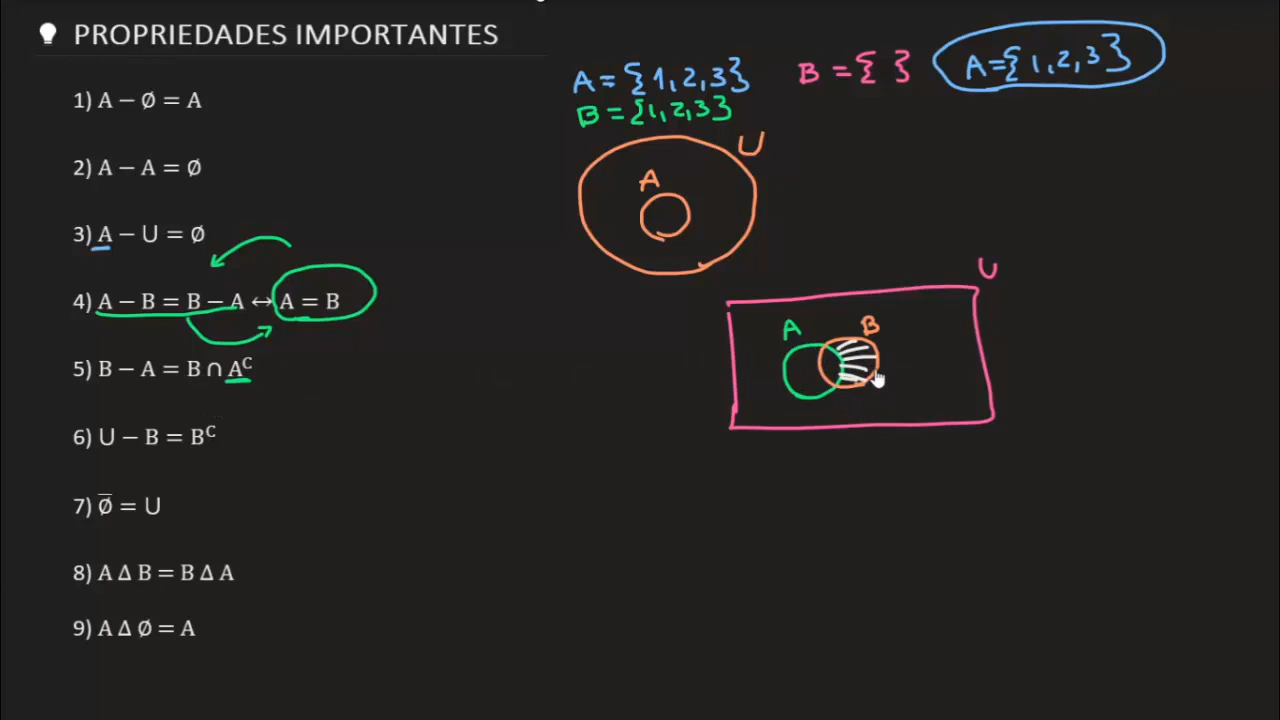 PROPRIEDADES IMPORTANTES
1) A − Ø = A
2) A − A = Ø
3) A − U = Ø
4) A − B = B − A ↔ A = B
5) B − A = B ∩ Aᶜ
6) U − B = Bᶜ
7) Ø̅ = U
8) A Δ B = B Δ A
9) A Δ Ø = A
A = {1, 2, 3}
B = {1, 2, 3}
B = { }
A = {1, 2, 3}
U
A
U
A
B